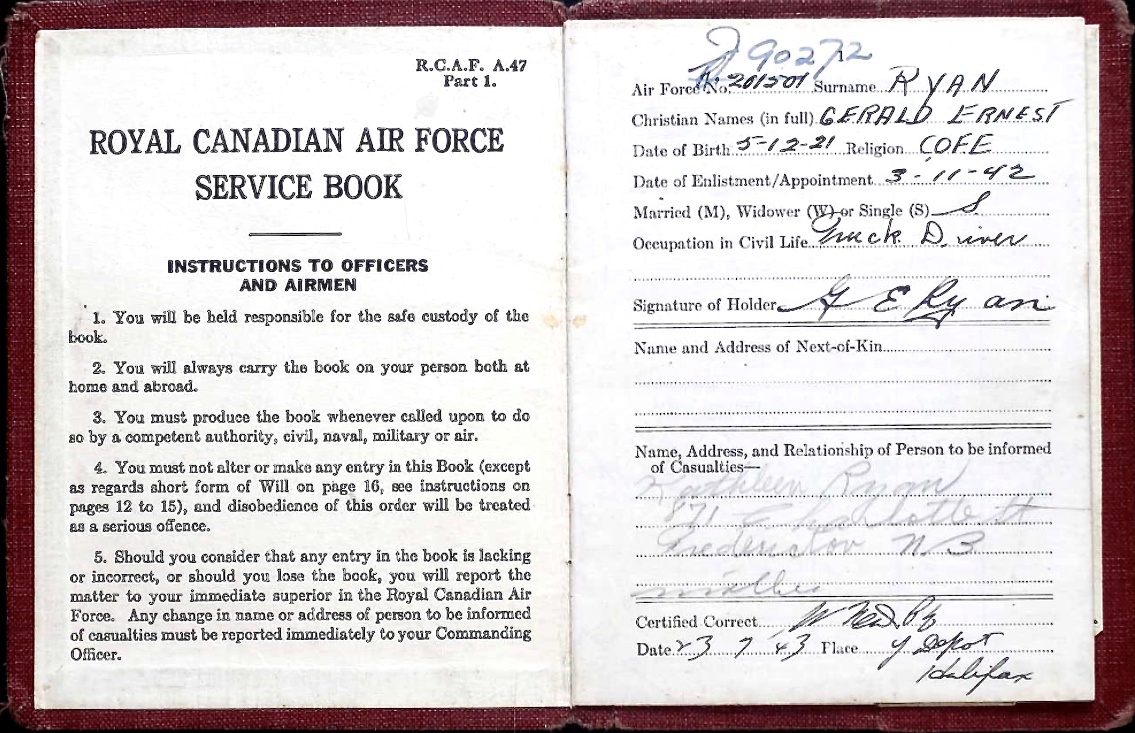 R.C.A.F. A.47
Part 1.
ROYAL CANADIAN AIR FORCE
SERVICE BOOK
INSTRUCTIONS TO OFFICERS
AND AIRMEN
1. You will be held responsible for the safe custody of the
book.
2. You will always carry the book on your person both at
home and abroad.
3. You must produce the book whenever called upon to do
so by a competent authority, civil, naval, military or air.
4. You must not alter or make any entry in this Book (except
as regards short form of Will on page 16, see instructions on
pages 12 to 15), and disobedience of this order will be treated
as a serious offence.
5. Should you consider that any entry in the book is lacking
or incorrect, or should you lose the book, you will report the
matter to your immediate superior in the Royal Canadian Air
Force. Any change in name or address of person to be informed
of casualties must be reported immediately to your Commanding
Officer.
90272
1
Air Force No. R.201501 Surname RYAN
Christian Names (in full) GERALD ERNEST
Date of Birth 5-12-21 Religion COFE
Date of Enlistment/Appointment 3-11-42
Married (M), Widower (W) or Single (S) S
Occupation in Civil Life Truck Driver
Signature of Holder G E Ryan
Name and Address of Next-of-Kin
Name, Address, and Relationship of Person to be informed
of Casualties—
Kathleen Ryan
871 Charlotte St
Fredericton NB
mother
Certified Correct
Date 23 7 43 Place Y Depot
Halifax